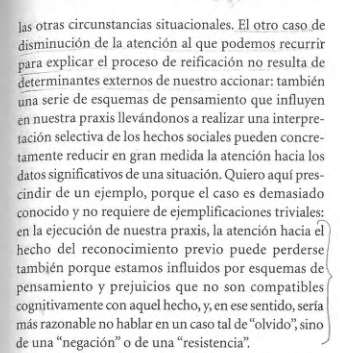 las otras circunstancias situacionales. El otro caso de
disminución de la atención al que podemos recurrir
para explicar el proceso de reificación no resulta de
determinantes externos de nuestro accionar: también
una serie de esquemas de pensamiento que influyen
en nuestra praxis llevándonos a realizar una interpre-
tación selectiva de los hechos sociales pueden concre-
tamente reducir en gran medida la atención hacia los
datos significativos de una situación. Quiero aquí pres-
cindir de un ejemplo, porque el caso es demasiado
conocido y no requiere de ejemplificaciones triviales:
en la ejecución de nuestra praxis, la atención hacia el
hecho del reconocimiento previo puede perderse
también porque estamos influidos por esquemas de
pensamiento y prejuicios que no son compatibles
cognitivamente con aquel hecho, y, en ese sentido, sería
más razonable no hablar en un caso tal de “olvido”, sino
de una “negación” o de una “resistencia”.